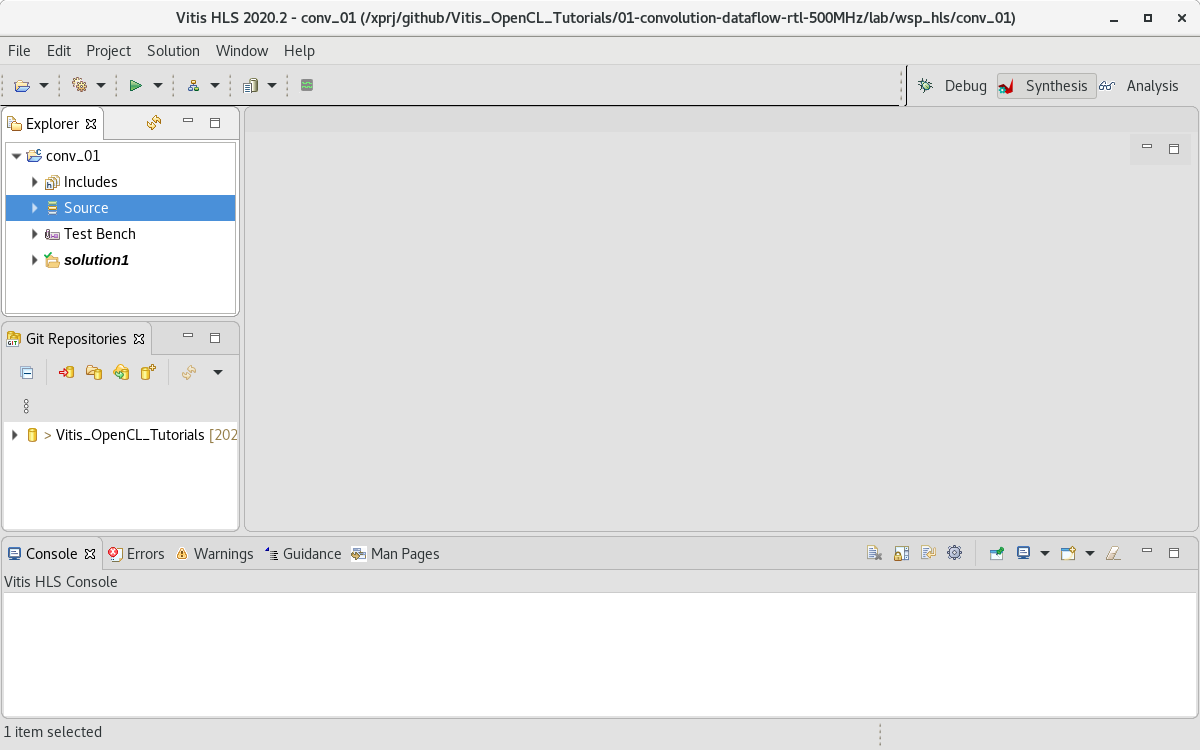 Vitis HLS 2020.2 - conv_01 (/xprj/github/Vitis_OpenCL_Tutorials/01-convolution-dataflow-rtl-500MHz/lab/wsp_hls/conv_01)
File Edit Project Solution Window Help
Debug Synthesis Analysis
Explorer
conv_01
Includes
Source
Test Bench
solution1
Git Repositories
> Vitis_OpenCL_Tutorials [202
Console Errors Warnings Guidance Man Pages
Vitis HLS Console
1 item selected